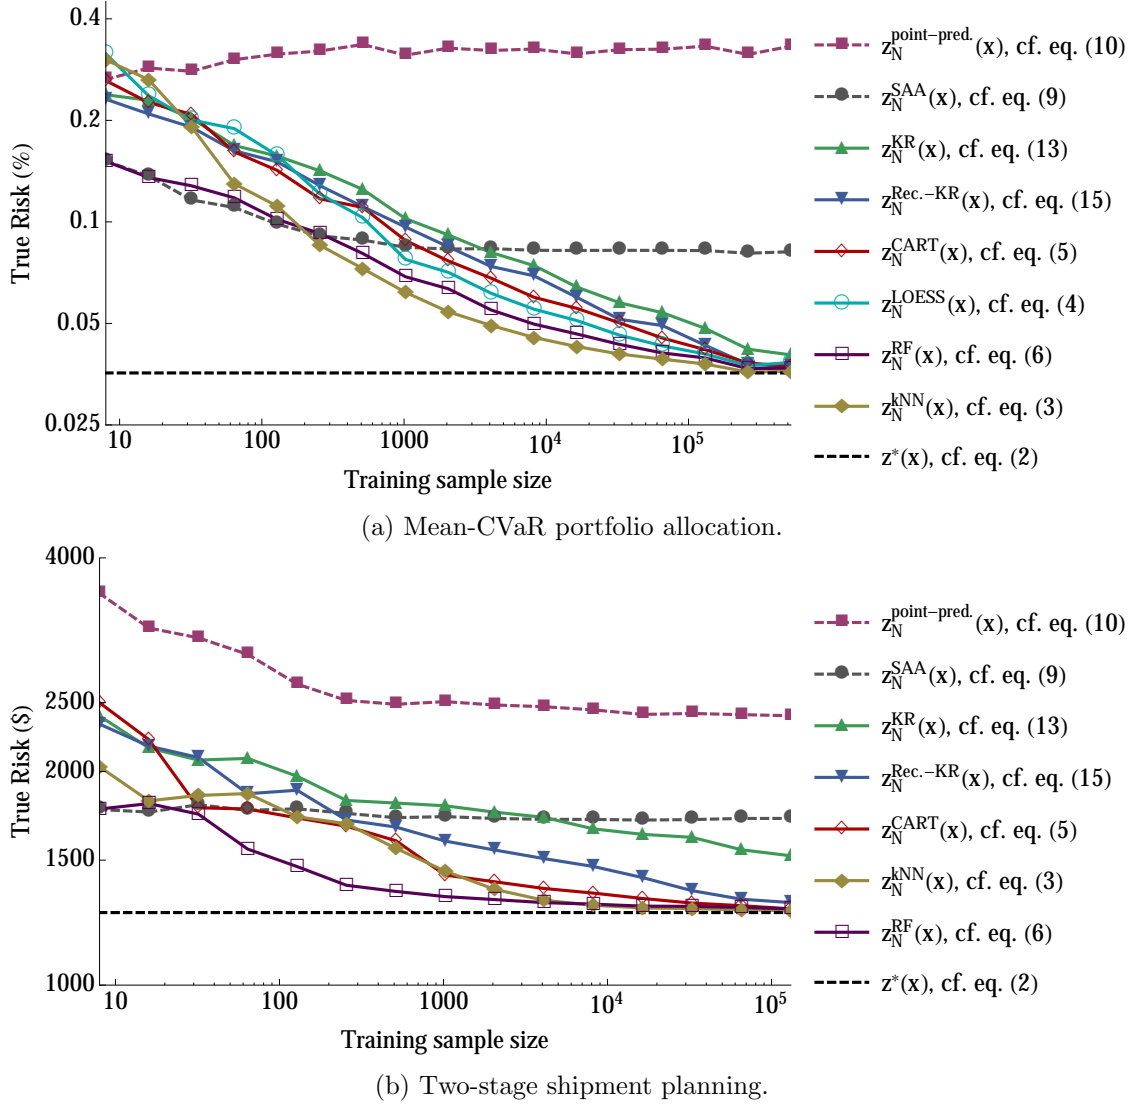 0.4
0.2
0.1
0.05
0.025
True Risk (%)
10
100
1000
10^4
10^5
Training sample size
z_N^point−pred.(x), cf. eq. (10)
z_N^SAA(x), cf. eq. (9)
z_N^KR(x), cf. eq. (13)
z_N^Rec.−KR(x), cf. eq. (15)
z_N^CART(x), cf. eq. (5)
z_N^LOESS(x), cf. eq. (4)
z_N^RF(x), cf. eq. (6)
z_N^kNN(x), cf. eq. (3)
z*(x), cf. eq. (2)
(a) Mean-CVaR portfolio allocation.
4000
2500
2000
1500
1000
True Risk ($)
10
100
1000
10^4
10^5
Training sample size
z_N^point−pred.(x), cf. eq. (10)
z_N^SAA(x), cf. eq. (9)
z_N^KR(x), cf. eq. (13)
z_N^Rec.−KR(x), cf. eq. (15)
z_N^CART(x), cf. eq. (5)
z_N^kNN(x), cf. eq. (3)
z_N^RF(x), cf. eq. (6)
z*(x), cf. eq. (2)
(b) Two-stage shipment planning.